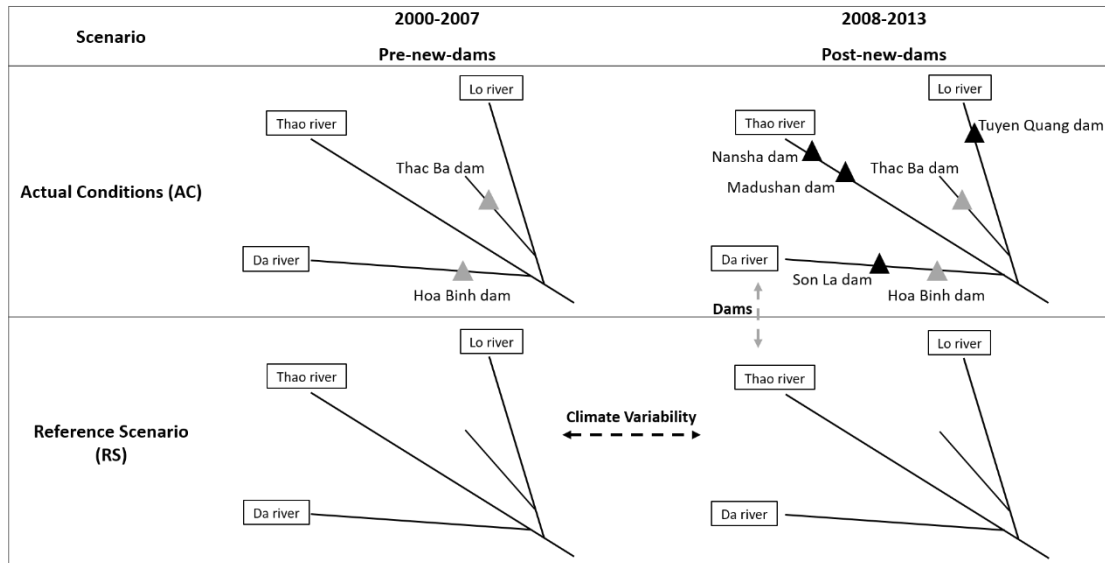 Scenario
2000-2007
Pre-new-dams
2008-2013
Post-new-dams
Actual Conditions (AC)
Lo river
Thao river
Thac Ba dam
Da river
Hoa Binh dam
Lo river
Tuyen Quang dam
Thao river
Nansha dam
Thac Ba dam
Madushan dam
Da river
Son La dam
Hoa Binh dam
Dams
Reference Scenario
(RS)
Lo river
Thao river
Da river
Climate Variability
Lo river
Thao river
Da river